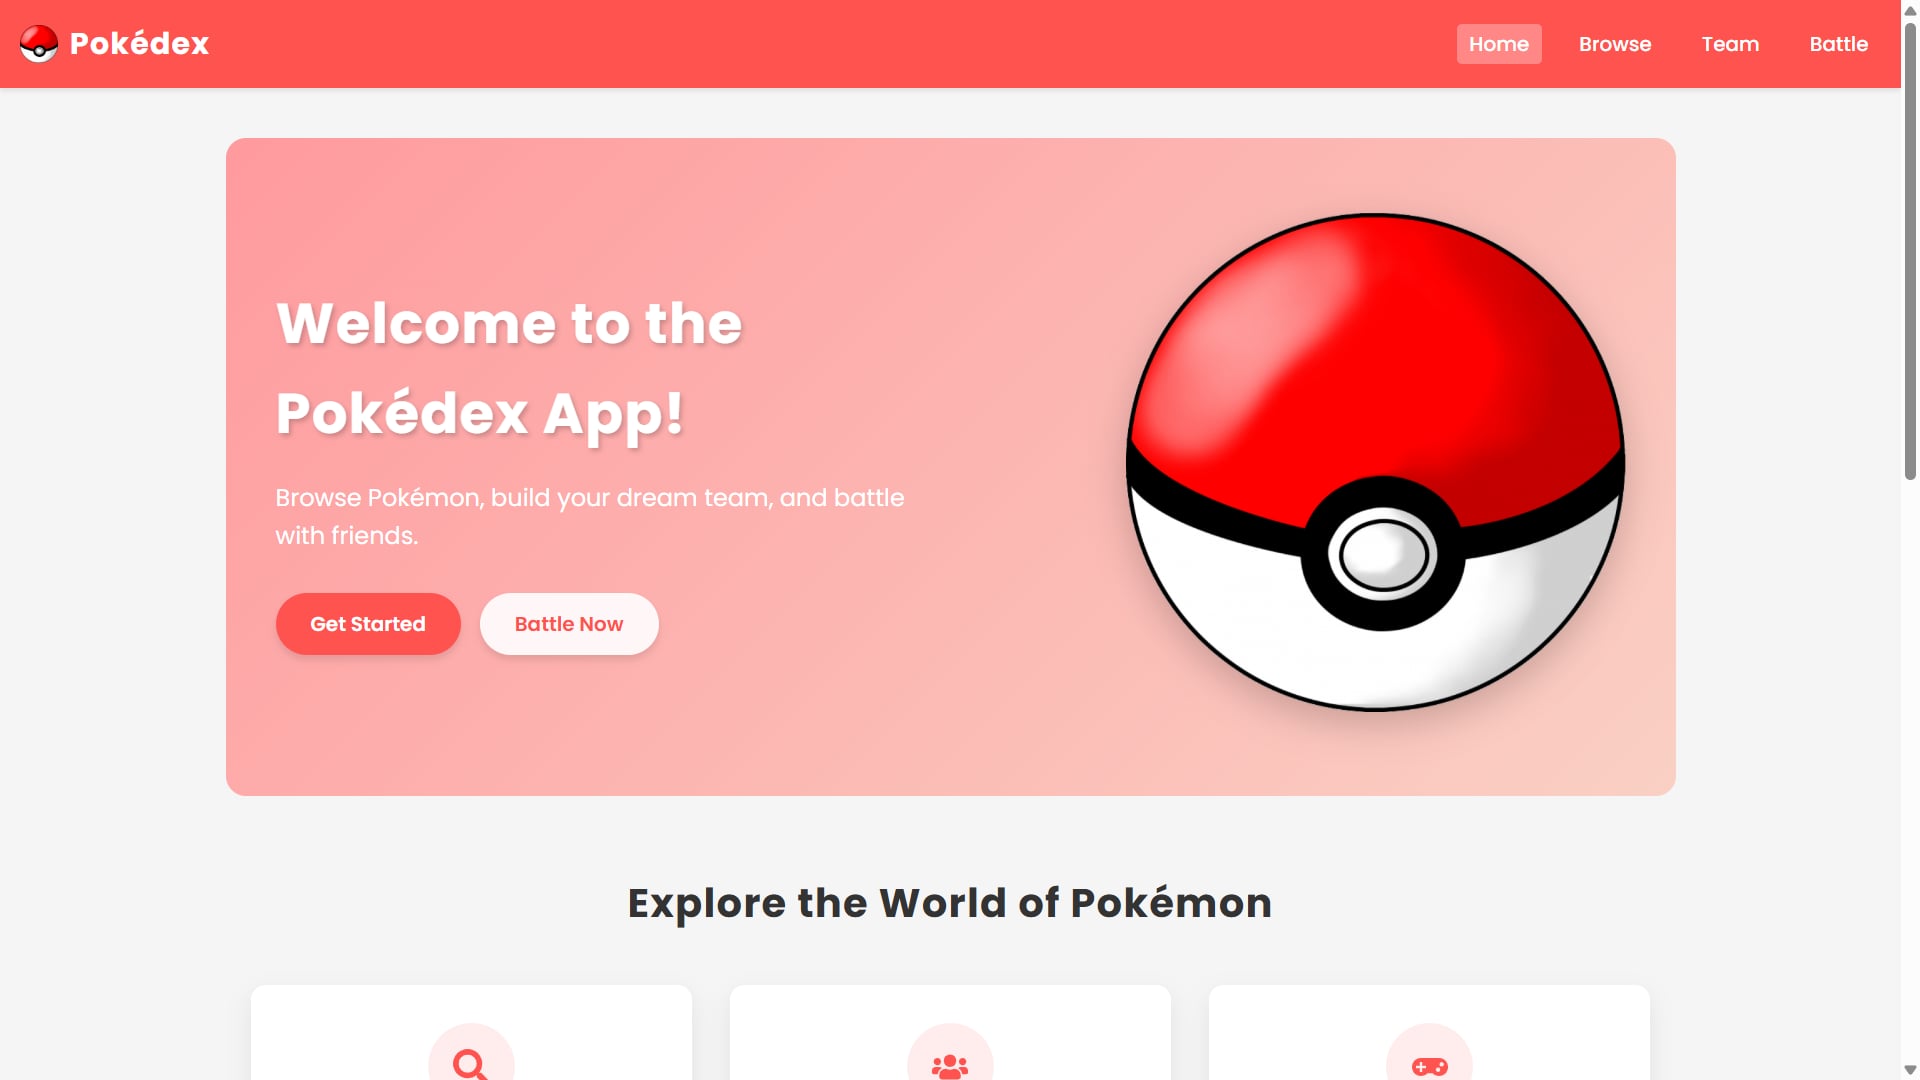 Pokédex
Home
Browse
Team
Battle
Welcome to the
Pokédex App!
Browse Pokémon, build your dream team, and battle
with friends.
Get Started
Battle Now
Explore the World of Pokémon